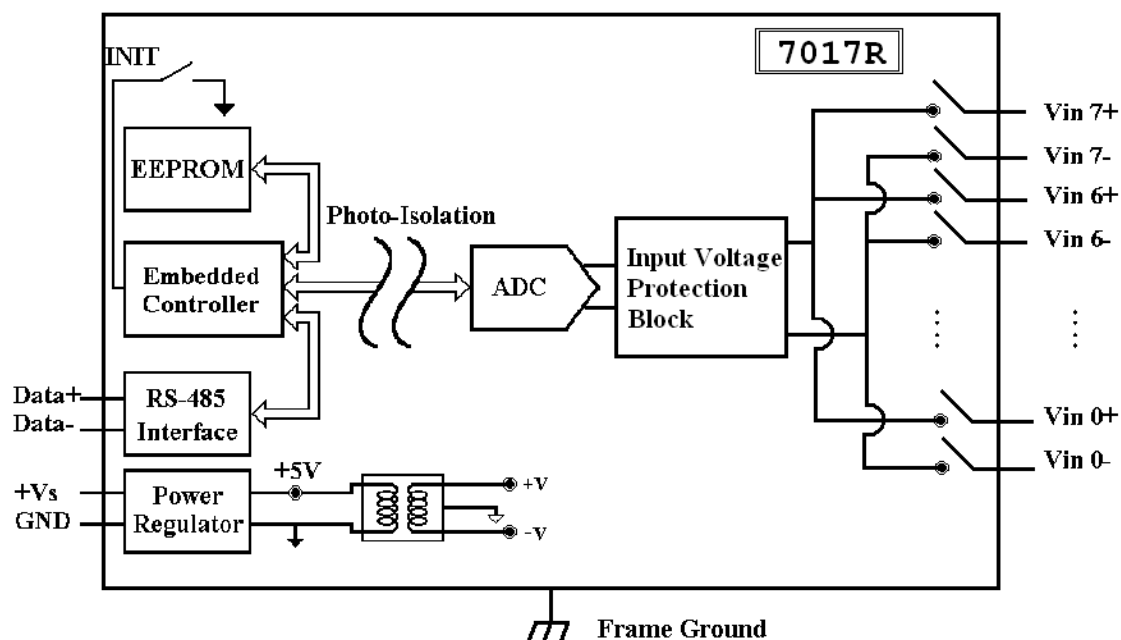 7017R
INIT
Vin 7+
Vin 7-
EEPROM
Vin 6+
Photo-Isolation
Vin 6-
Embedded
Controller
ADC
Input Voltage
Protection
Block
Data+
Data-
RS-485
Interface
Vin 0+
Vin 0-
+5V
+Vs
GND
Power
Regulator
+V
-V
Frame Ground